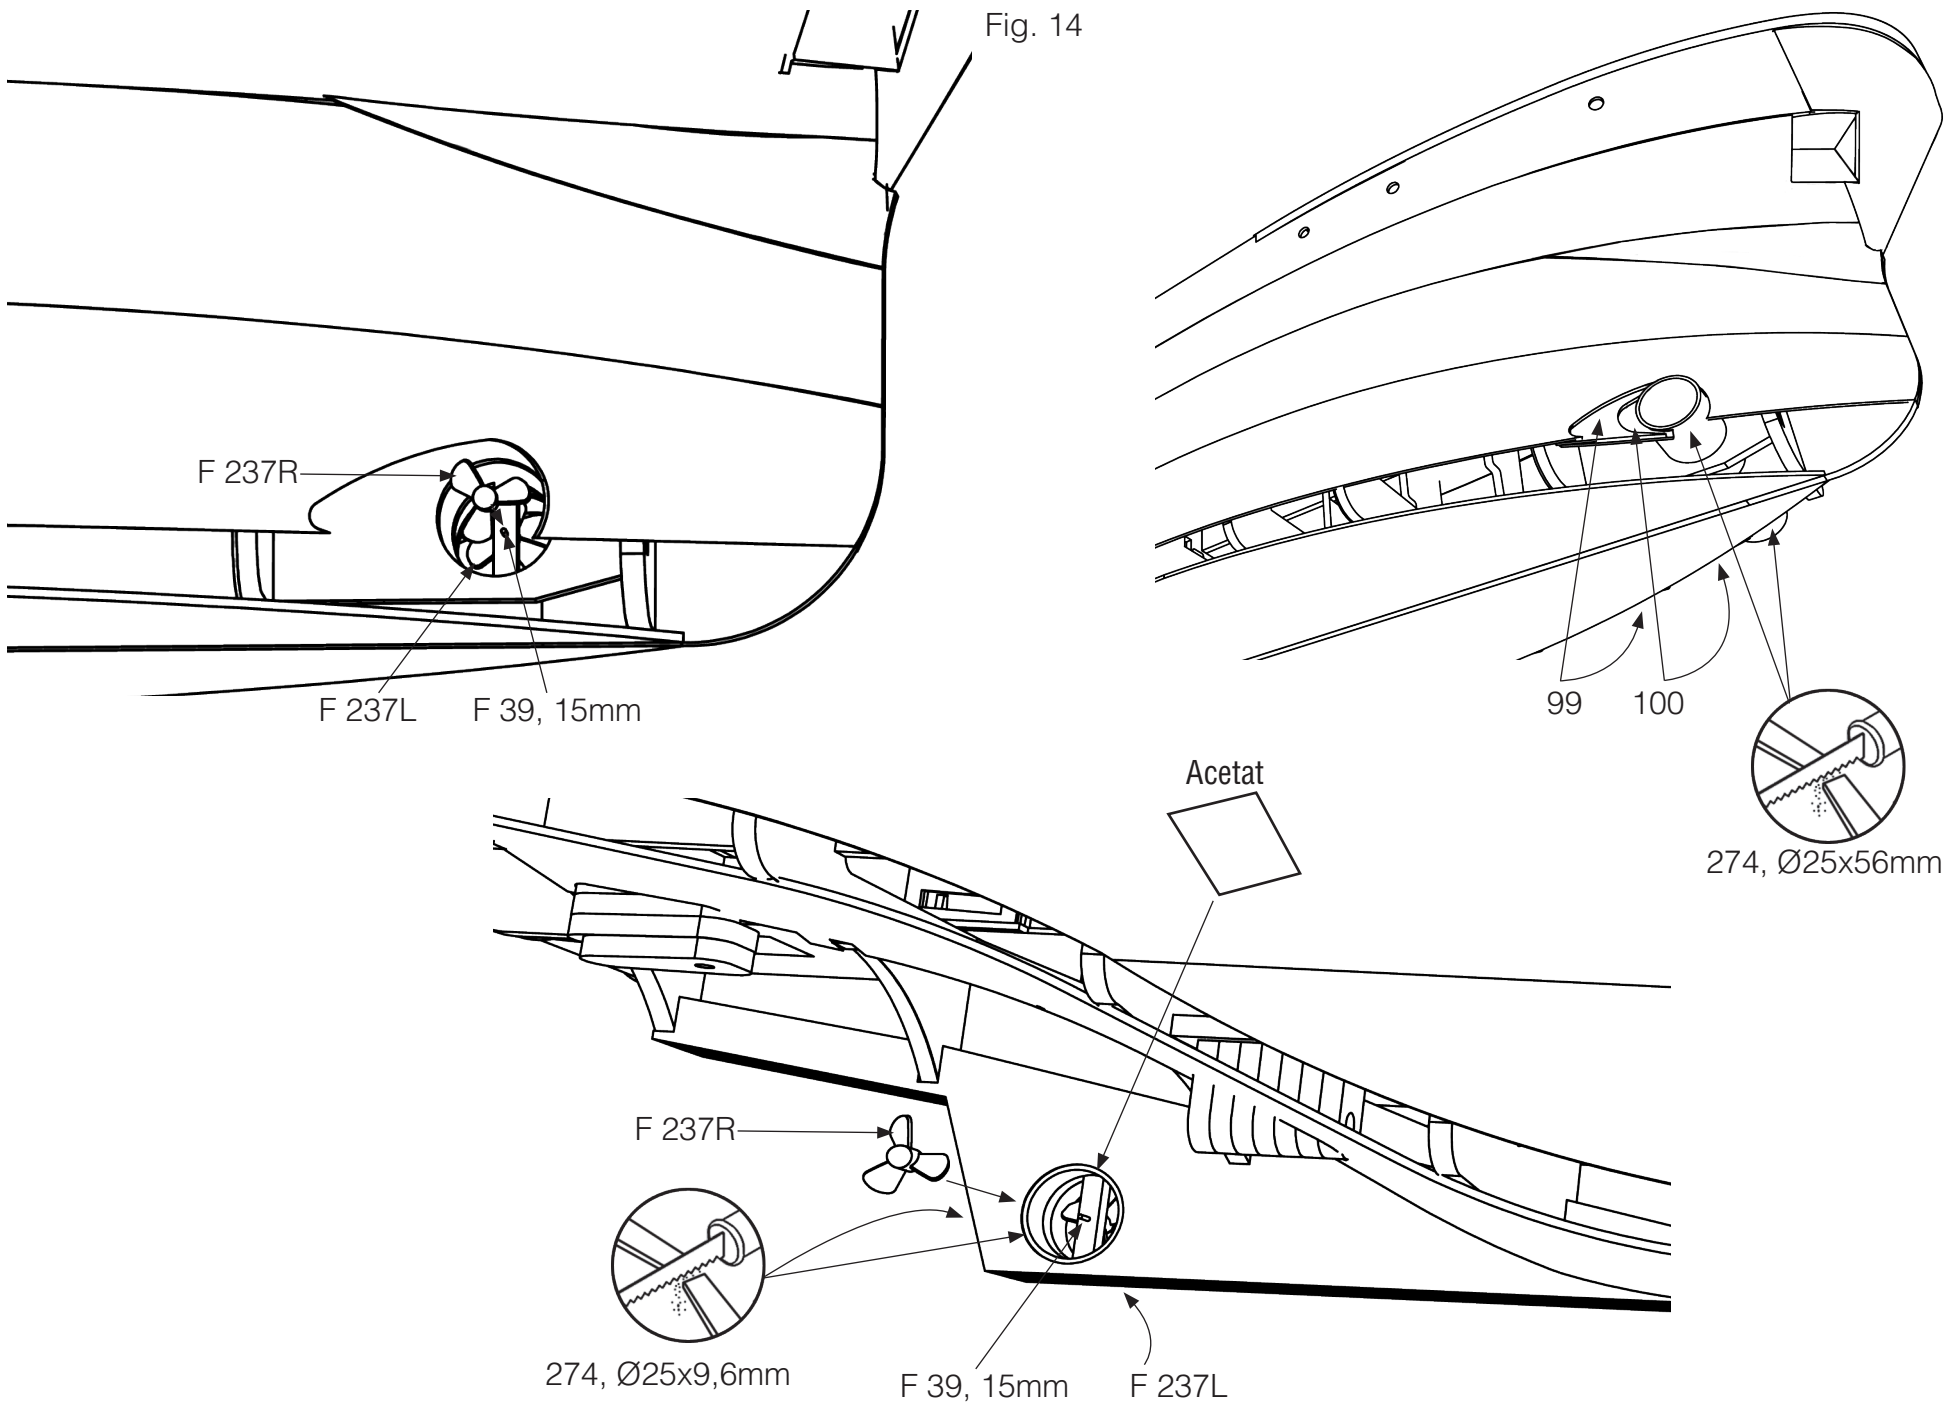 Fig. 14
F 237R
F 237L
F 39, 15mm
99
100
274, Ø25x56mm
Acetat
F 237R
274, Ø25x9,6mm
F 39, 15mm
F 237L